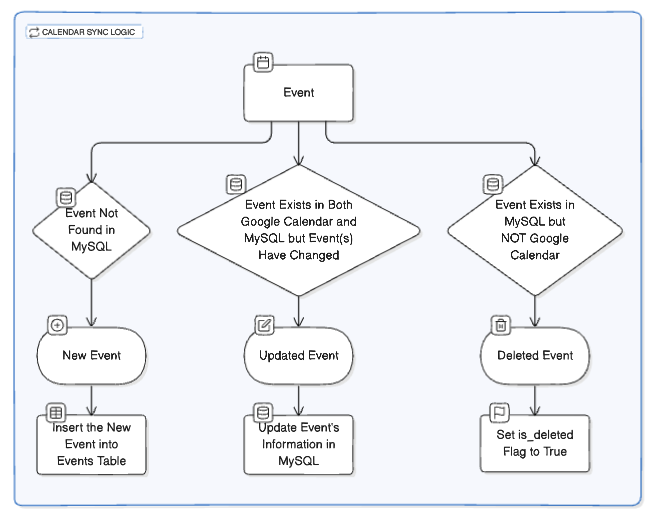 CALENDAR SYNC LOGIC
Event
Event Not
Found in
MySQL
Event Exists in Both
Google Calendar and
MySQL but Event(s)
Have Changed
Event Exists in
MySQL but
NOT Google
Calendar
New Event
Updated Event
Deleted Event
Insert the New
Event into
Events Table
Update Event's
Information in
MySQL
Set is_deleted
Flag to True